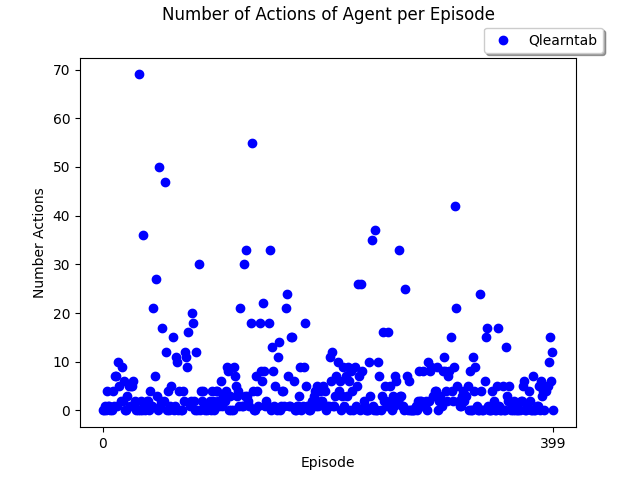 Number of Actions of Agent per Episode
Qlearntab
70
60
50
40
30
20
10
0
Number Actions
0 399
Episode